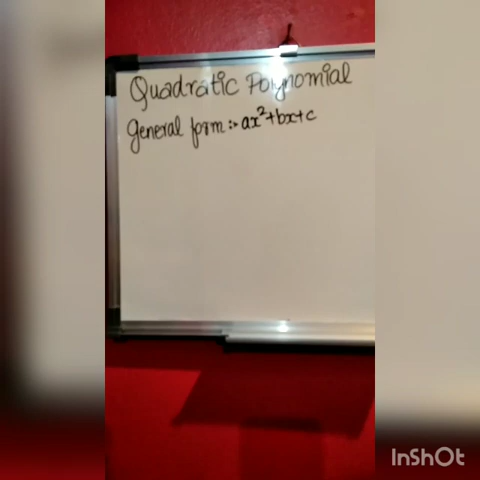 Quadratic Polynomial
General form :- ax²+bx+c
InShOt